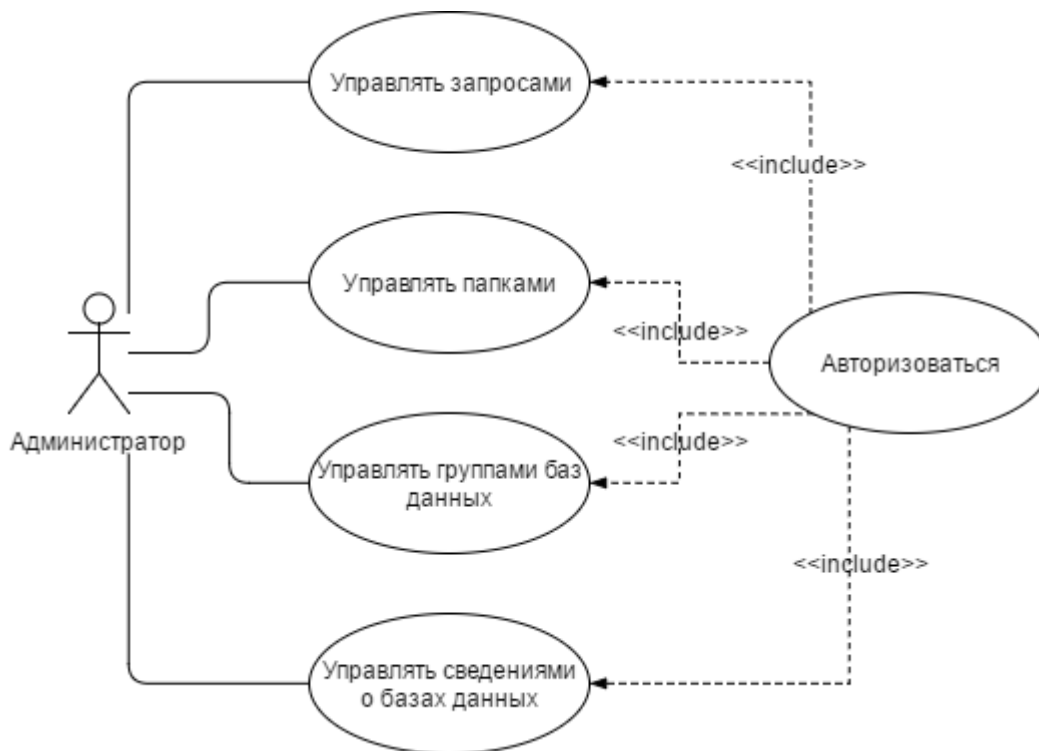 Управлять запросами
<<include>>
Управлять папками
<<include>>
Авторизоваться
Администратор
<<include>>
Управлять группами баз
данных
<<include>>
Управлять сведениями
о базах данных